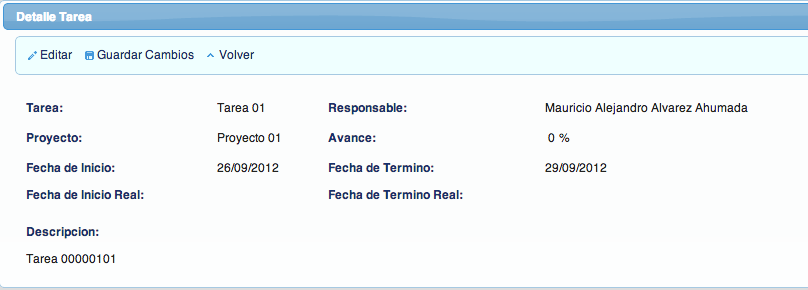 Detalle Tarea
Editar Guardar Cambios Volver
Tarea: Tarea 01 Responsable: Mauricio Alejandro Alvarez Ahumada
Proyecto: Proyecto 01 Avance: 0 %
Fecha de Inicio: 26/09/2012 Fecha de Termino: 29/09/2012
Fecha de Inicio Real: Fecha de Termino Real:
Descripcion:
Tarea 00000101